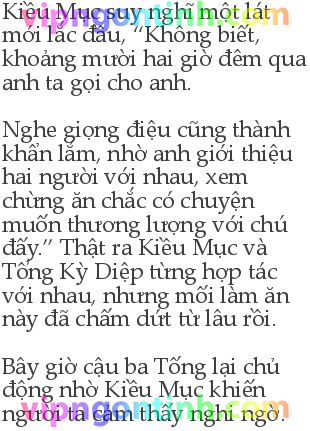 Kiều Mục suy nghĩ một lát
mới lắc đầu, “Không biết,
khoảng mười hai giờ đêm qua
anh ta gọi cho anh.
Nghe giọng điệu cũng thành
khẩn lắm, nhờ anh giới thiệu
hai người với nhau, xem
chừng ăn chắc có chuyện
muốn thương lượng với chú
đấy.” Thật ra Kiều Mục và
Tống Kỳ Diệp từng hợp tác
với nhau, nhưng mối làm ăn
này đã chấm dứt từ lâu rồi.
Bây giờ cậu ba Tống lại chủ
động nhờ Kiều Mục khiến
người ta cảm thấy nghi ngờ.
vipngontinh.com
vipngontinh.com